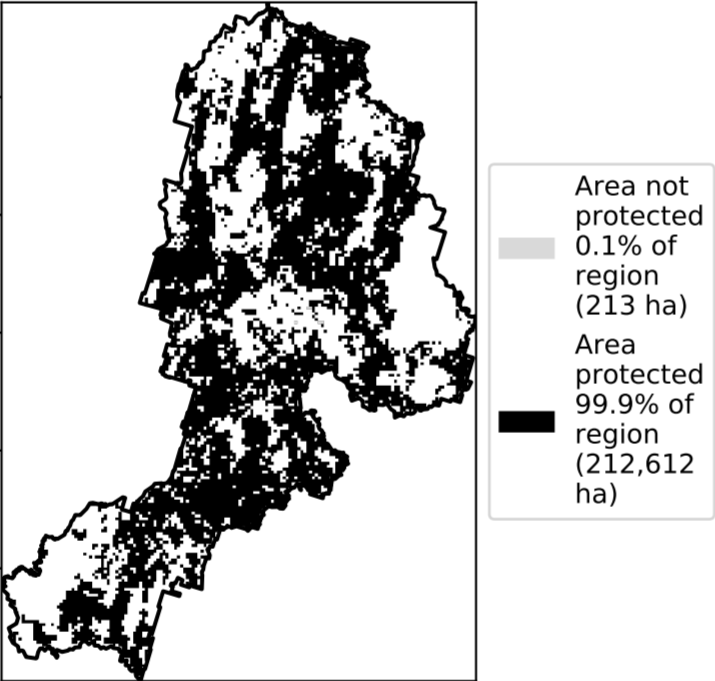 Area not
protected
0.1% of
region
(213 ha)
Area
protected
99.9% of
region
(212,612
ha)